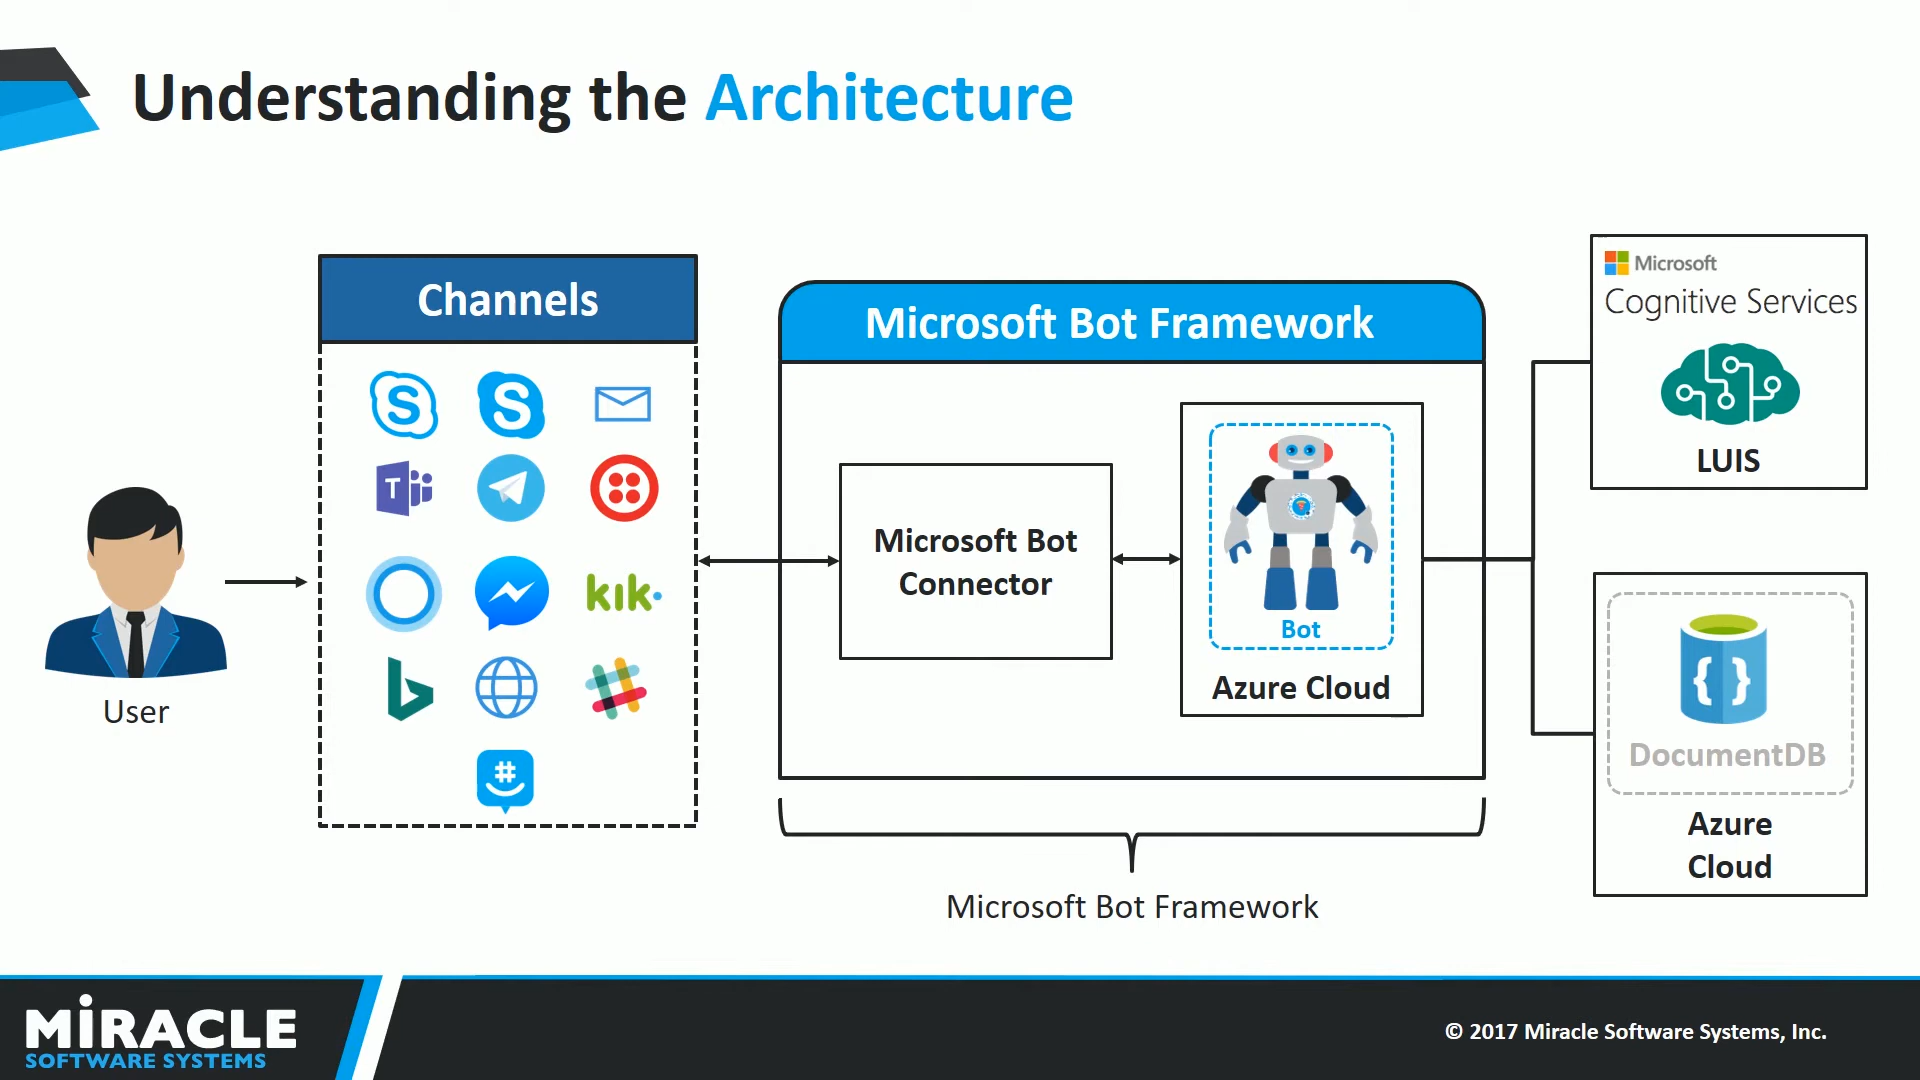 Understanding the Architecture
Channels
Microsoft Bot Framework
Microsoft
Cognitive Services
LUIS
S
S
T
kik.
Microsoft Bot
Connector
Bot
Azure Cloud
User
#
{ }
DocumentDB
Azure
Cloud
Microsoft Bot Framework
MiRACLE
SOFTWARE SYSTEMS
© 2017 Miracle Software Systems, Inc.